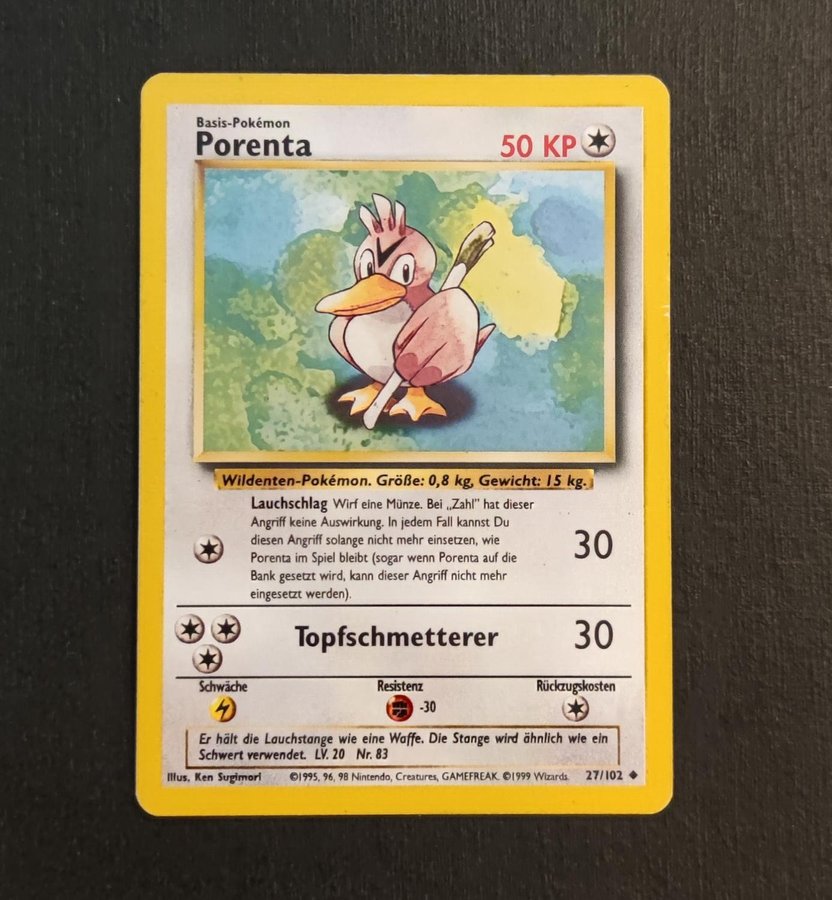 Basis-Pokémon
Porenta
50 KP
Wildenten-Pokémon. Größe: 0,8 kg, Gewicht: 15 kg.
Lauchschlag Wirf eine Münze. Bei „Zahl" hat dieser
Angriff keine Auswirkung. In jedem Fall kannst Du
diesen Angriff solange nicht mehr einsetzen, wie
Porenta im Spiel bleibt (sogar wenn Porenta auf die
Bank gesetzt wird, kann dieser Angriff nicht mehr
eingesetzt werden).
30
Topfschmetterer 30
Schwäche Resistenz Rückzugskosten
-30
Er hält die Lauchstange wie eine Waffe. Die Stange wird ähnlich wie ein
Schwert verwendet. LV. 20 Nr. 83
Illus. Ken Sugimori ©1995, 96, 98 Nintendo, Creatures, GAMEFREAK. ©1999 Wizards. 27/102